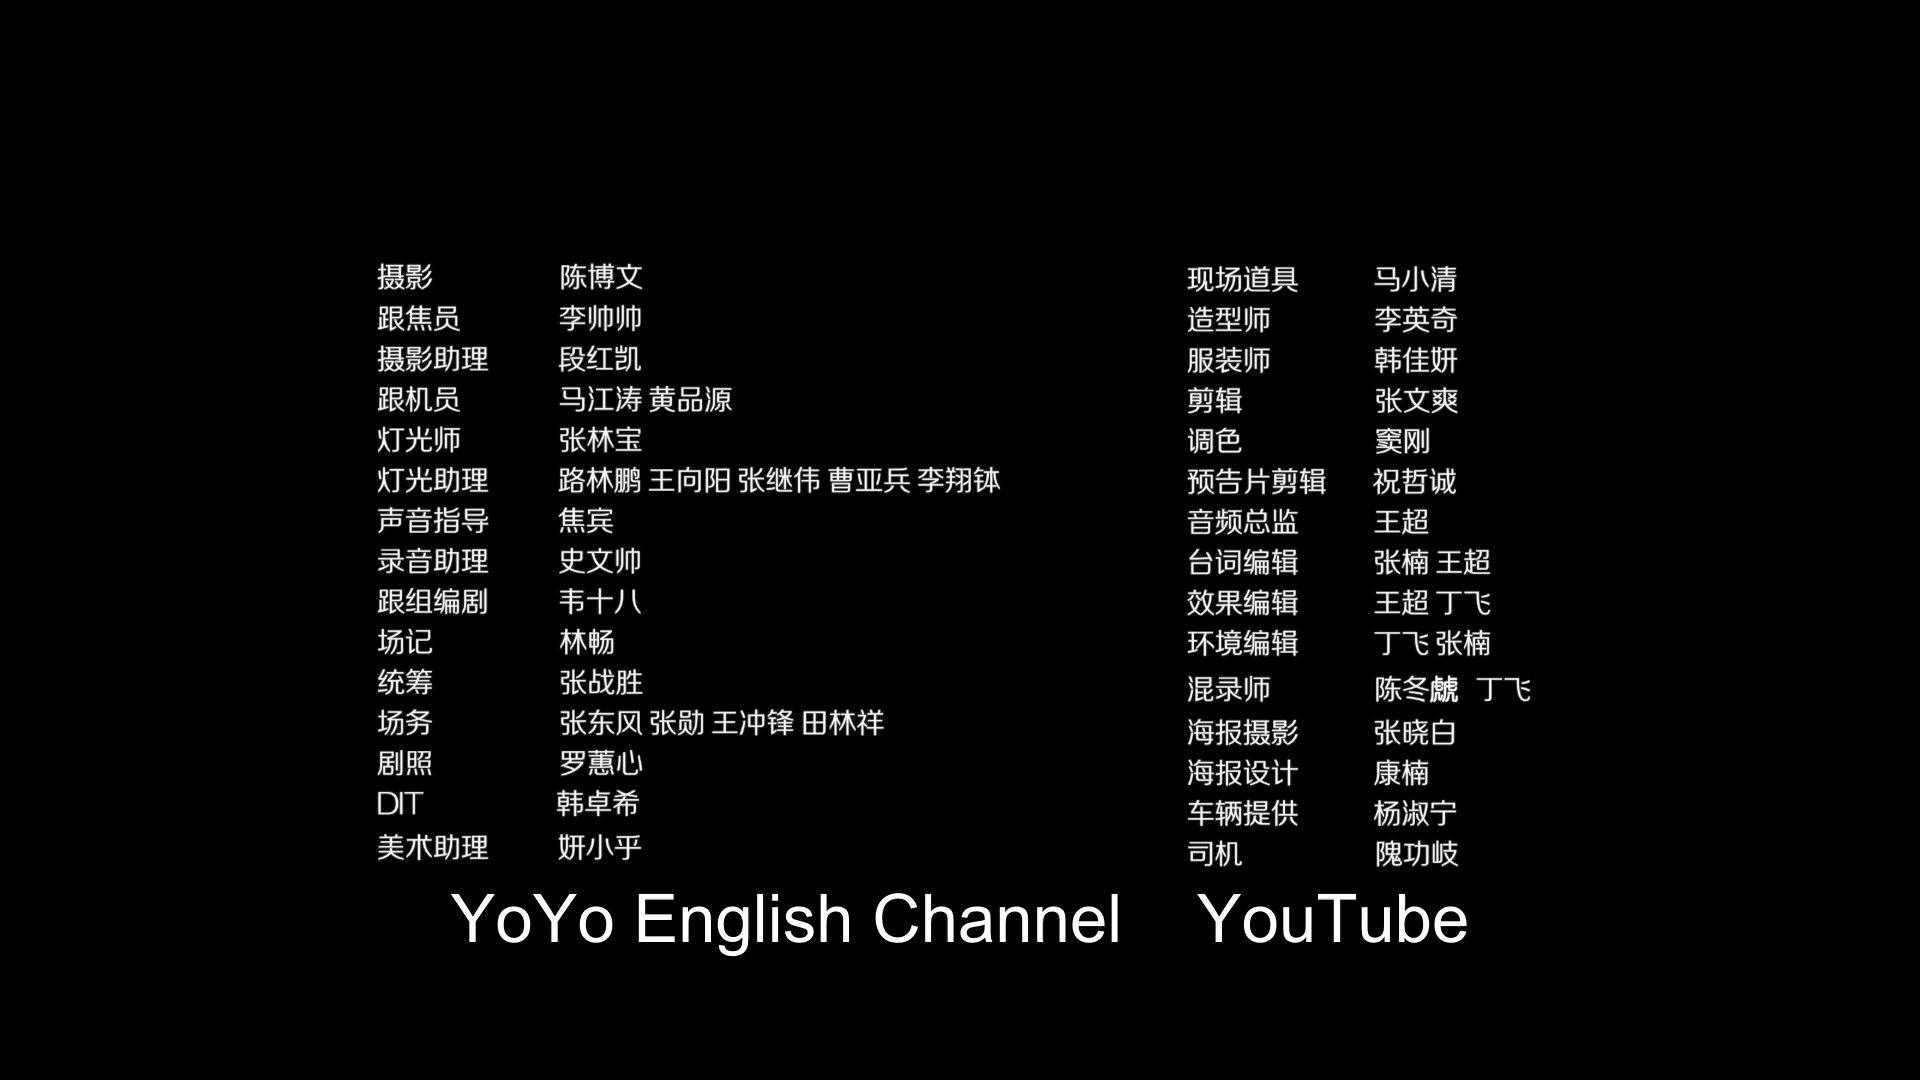 摄影 陈博文
跟焦员 李帅帅
摄影助理 段红凯
跟机员 马江涛 黄品源
灯光师 张林宝
灯光助理 路林鹏 王向阳 张继伟 曹亚兵 李翔钵
声音指导 焦宾
录音助理 史文帅
跟组编剧 韦十八
场记 林畅
统筹 张战胜
场务 张东风 张勋 王冲锋 田林祥
剧照 罗蕙心
DIT 韩卓希
美术助理 妍小乎
现场道具 马小清
造型师 李英奇
服装师 韩佳妍
剪辑 张文爽
调色 窦刚
预告片剪辑 祝哲诚
音频总监 王超
台词编辑 张楠 王超
效果编辑 王超 丁飞
环境编辑 丁飞 张楠
混录师 陈冬虤 丁飞
海报摄影 张晓白
海报设计 康楠
车辆提供 杨淑宁
司机 隗功岐
YoYo English Channel YouTube